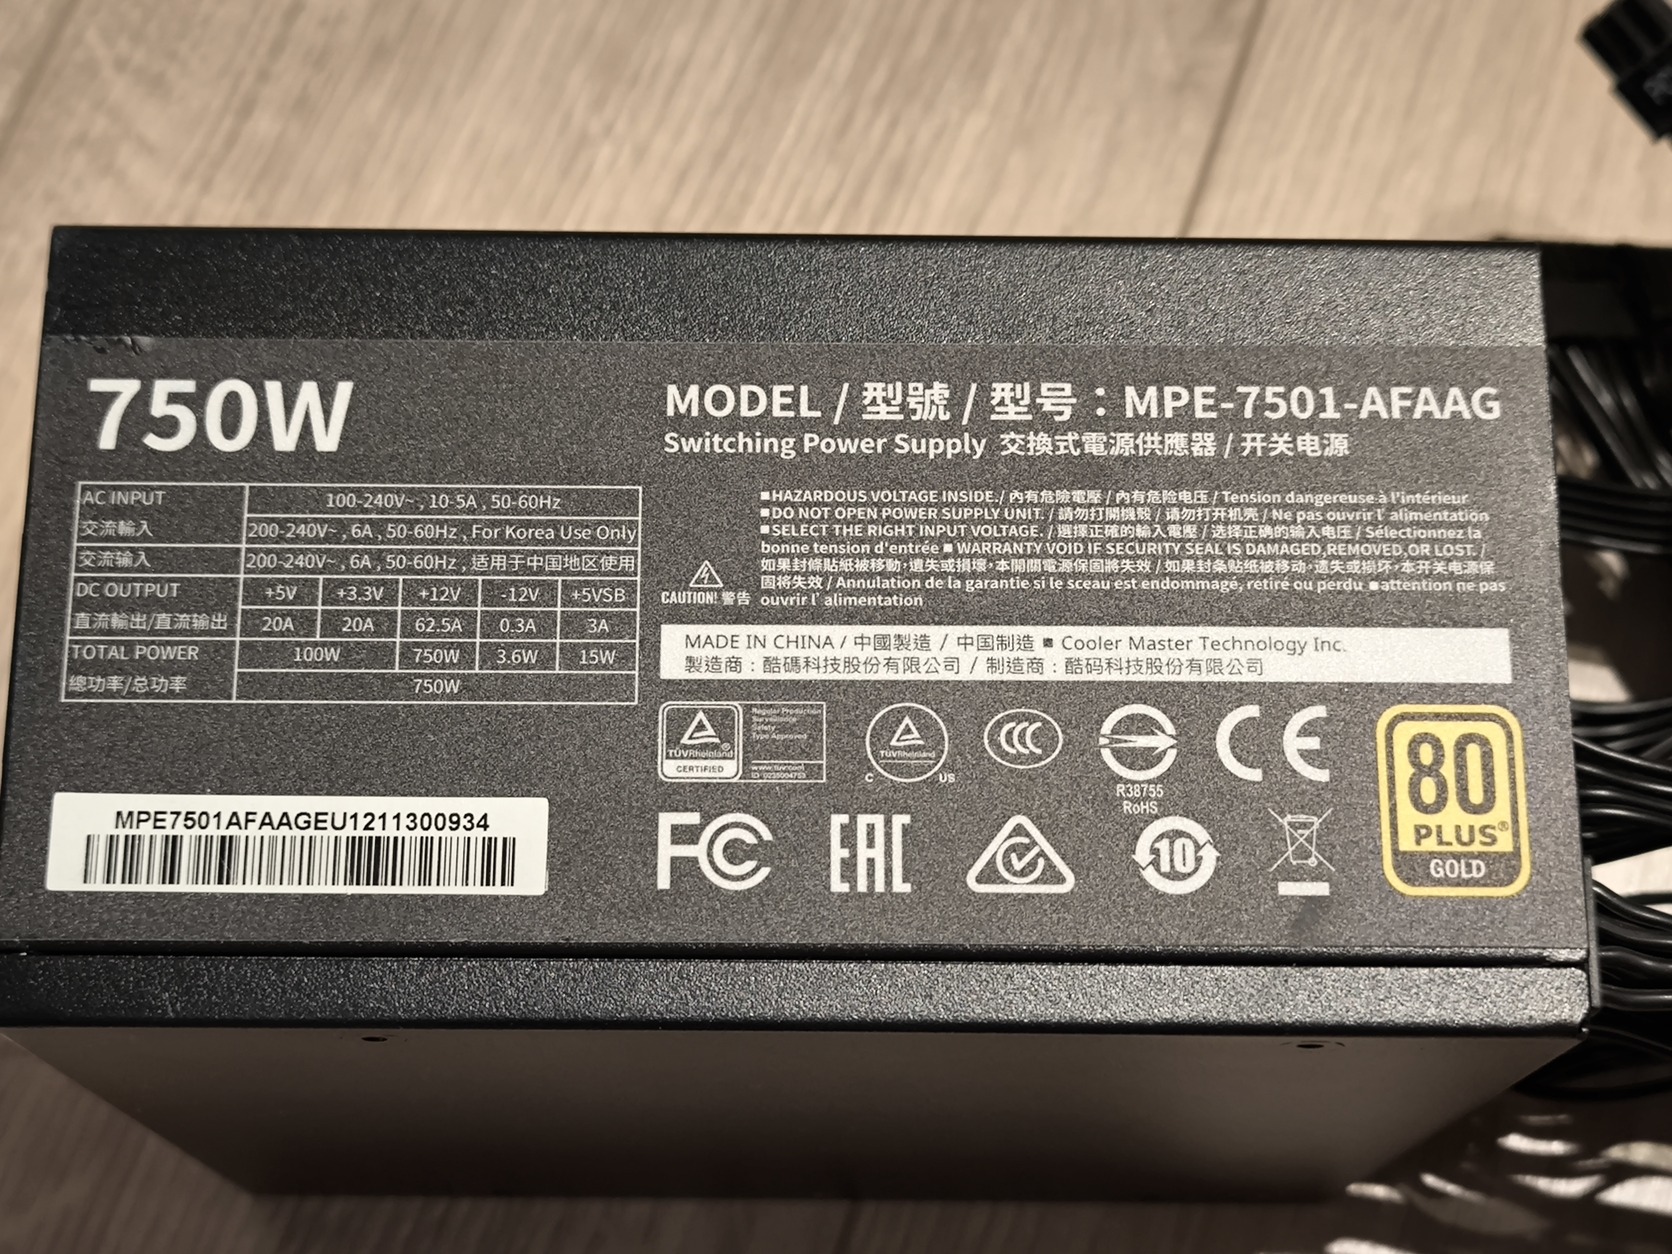 750W
MODEL / 型號 / 型号：MPE-7501-AFAAG
Switching Power Supply 交換式電源供應器 / 开关电源
AC INPUT 100-240V~ , 10-5A , 50-60Hz
交流輸入 200-240V~ , 6A , 50-60Hz , For Korea Use Only
交流输入 200-240V~ , 6A , 50-60Hz , 适用于中国地区使用
DC OUTPUT +5V +3.3V +12V -12V +5VSB
直流輸出/直流输出 20A 20A 62.5A 0.3A 3A
TOTAL POWER 100W 750W 3.6W 15W
總功率/总功率 750W
■HAZARDOUS VOLTAGE INSIDE./ 內有危險電壓 / 内有危险电压 / Tension dangereuse à l'intérieur
■DO NOT OPEN POWER SUPPLY UNIT. / 請勿打開機殼 / 请勿打开机壳 / Ne pas ouvrir l' alimentation
■SELECT THE RIGHT INPUT VOLTAGE. / 選擇正確的輸入電壓 / 选择正确的输入电压 / Sélectionnez la
bonne tension d'entrée ■ WARRANTY VOID IF SECURITY SEAL IS DAMAGED,REMOVED,OR LOST. /
如果封條貼紙被移動，遺失或損壞，本開關電源保固將失效 / 如果封条贴纸被移动，遗失或损坏，本开关电源保
固将失效 / Annulation de la garantie si le sceau est endommagé, retiré ou perdu ■attention ne pas
ouvrir l' alimentation
CAUTION! 警告
MADE IN CHINA / 中國製造 / 中国制造 ■ Cooler Master Technology Inc.
製造商：酷碼科技股份有限公司 / 制造商：酷码科技股份有限公司
TÜVRheinland®
CERTIFIED
Regular Production
Surveillance
Safety
Type Approved
www.tuv.com
ID 0235004753
TÜVRheinland
C US
CCC
R38755
RoHS
CE
FC
EAC
10
80
PLUS®
GOLD
MPE7501AFAAGEU1211300934